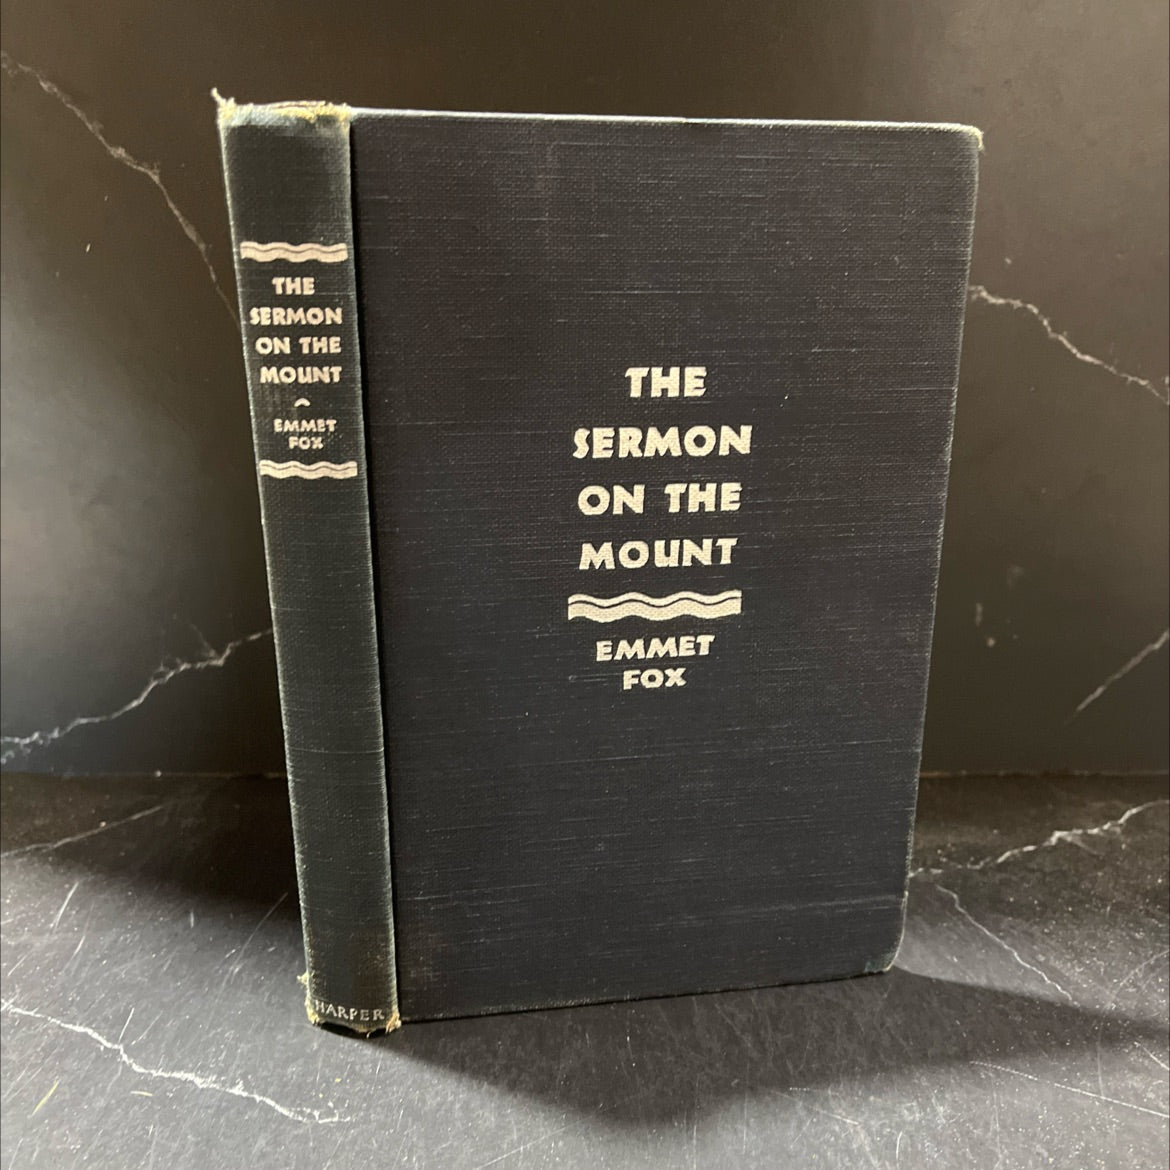 THE
SERMON
ON THE
MOUNT
EMMET
FOX
HARPER
THE
SERMON
ON THE
MOUNT
EMMET
FOX